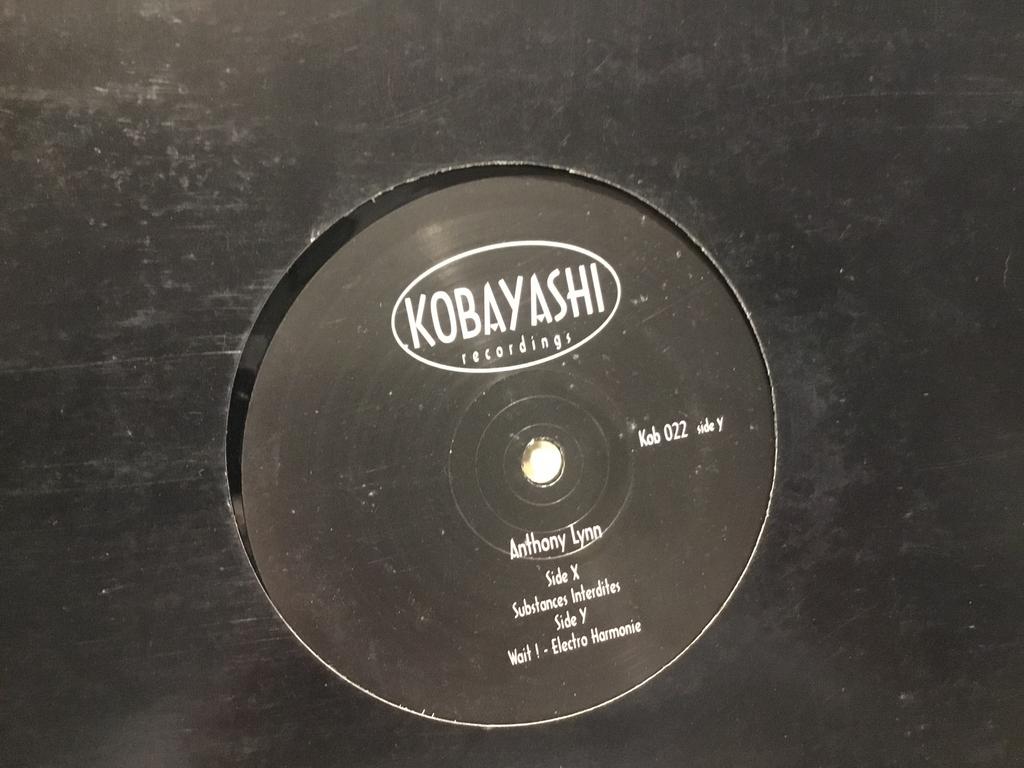 KOBAYASHI
recordings
Kob 022 side y
Anthony Lynn
Side X
Substances Interdites
Side Y
Wait ! - Electro Harmonie